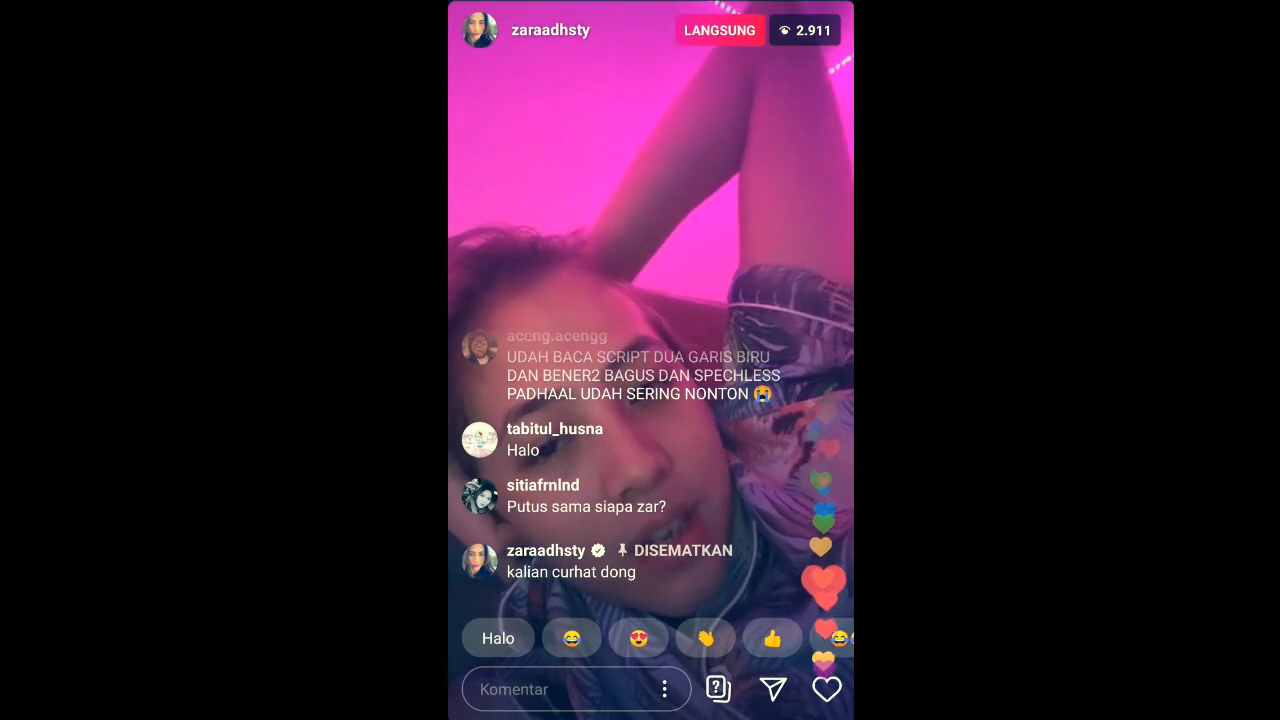 zaraadhsty
LANGSUNG
2.911
aceng.acengg
UDAH BACA SCRIPT DUA GARIS BIRU
DAN BENER2 BAGUS DAN SPECHLESS
PADHAAL UDAH SERING NONTON 😭
tabitul_husna
Halo
sitiafrnlnd
Putus sama siapa zar?
zaraadhsty DISEMATKAN
kalian curhat dong
Halo 😂 😍 👏 👍 😂
Komentar